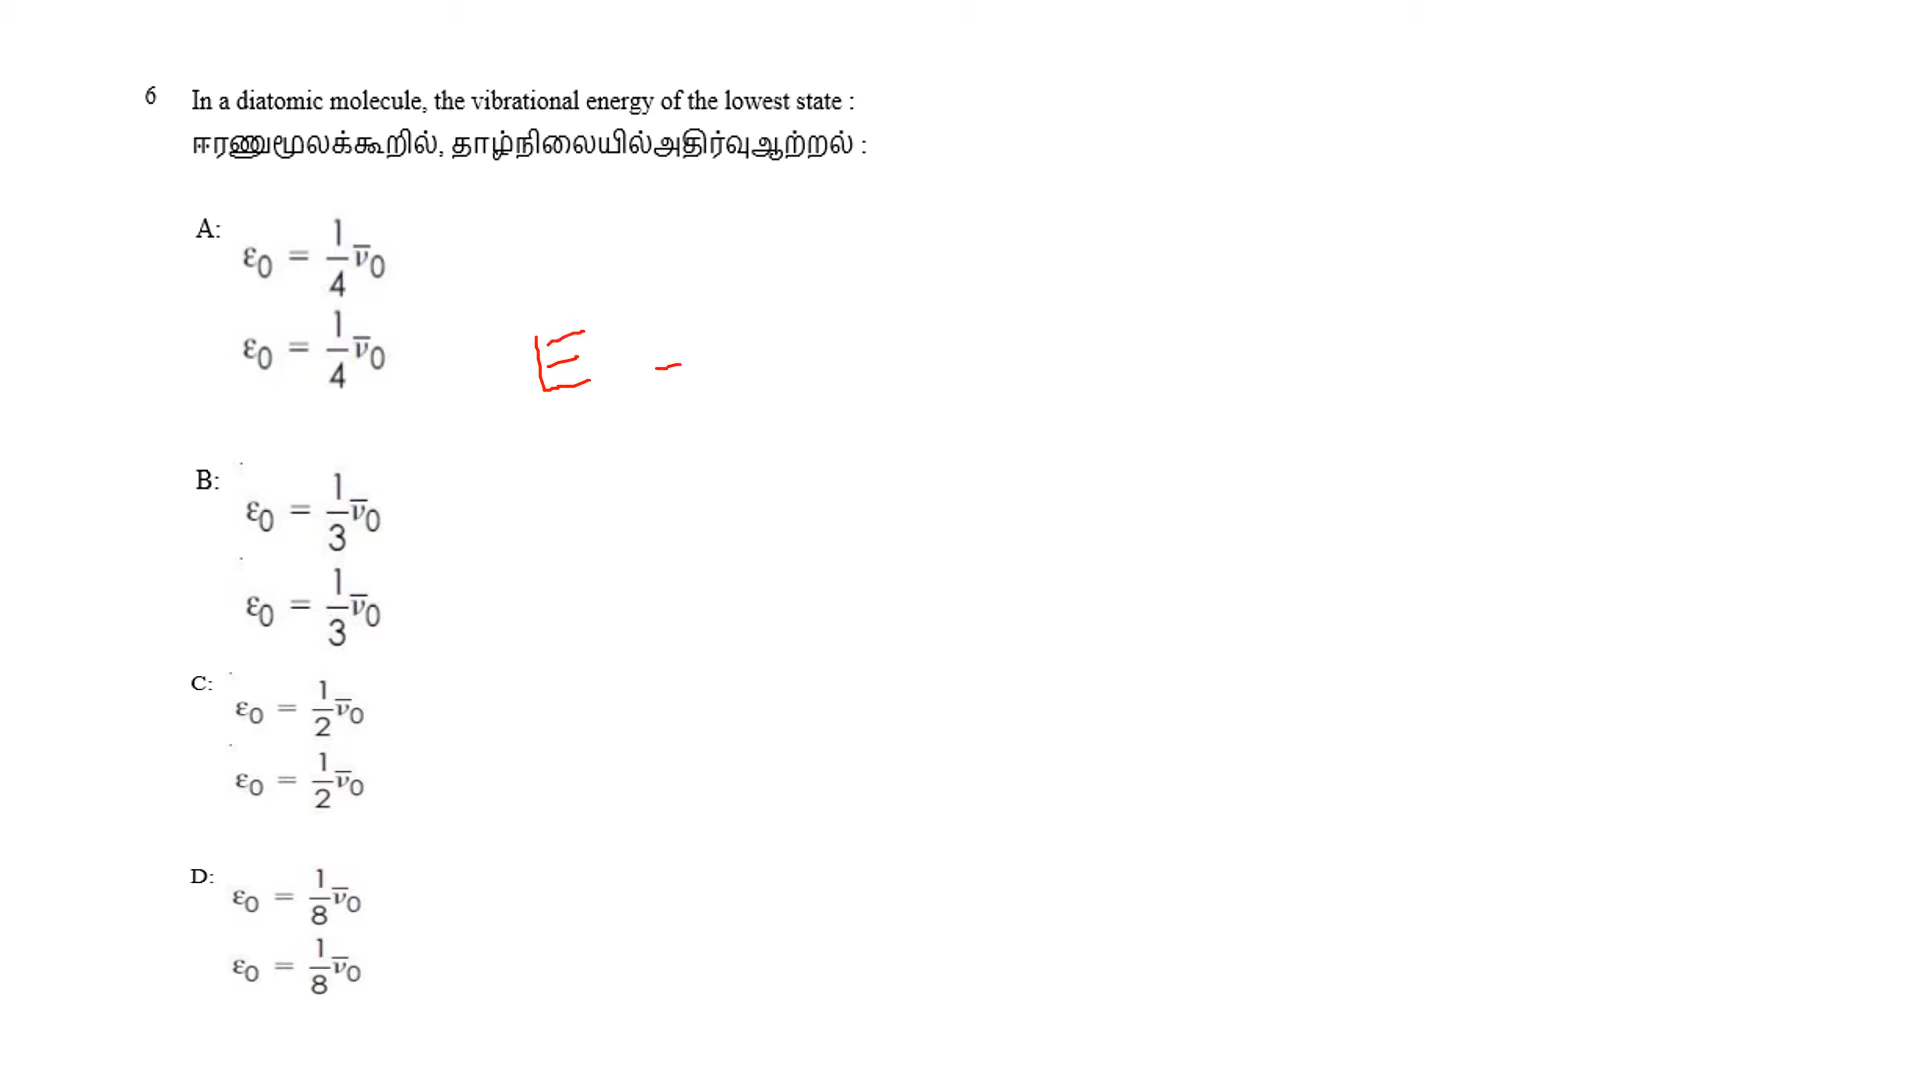 6 In a diatomic molecule, the vibrational energy of the lowest state :
ஈரணுமூலக்கூறில், தாழ்நிலையில்அதிர்வுஆற்றல் :
A: ε₀ = 1/4 ν̅₀
ε₀ = 1/4 ν̅₀
E -
B: ε₀ = 1/3 ν̅₀
ε₀ = 1/3 ν̅₀
C: ε₀ = 1/2 ν̅₀
ε₀ = 1/2 ν̅₀
D: ε₀ = 1/8 ν̅₀
ε₀ = 1/8 ν̅₀